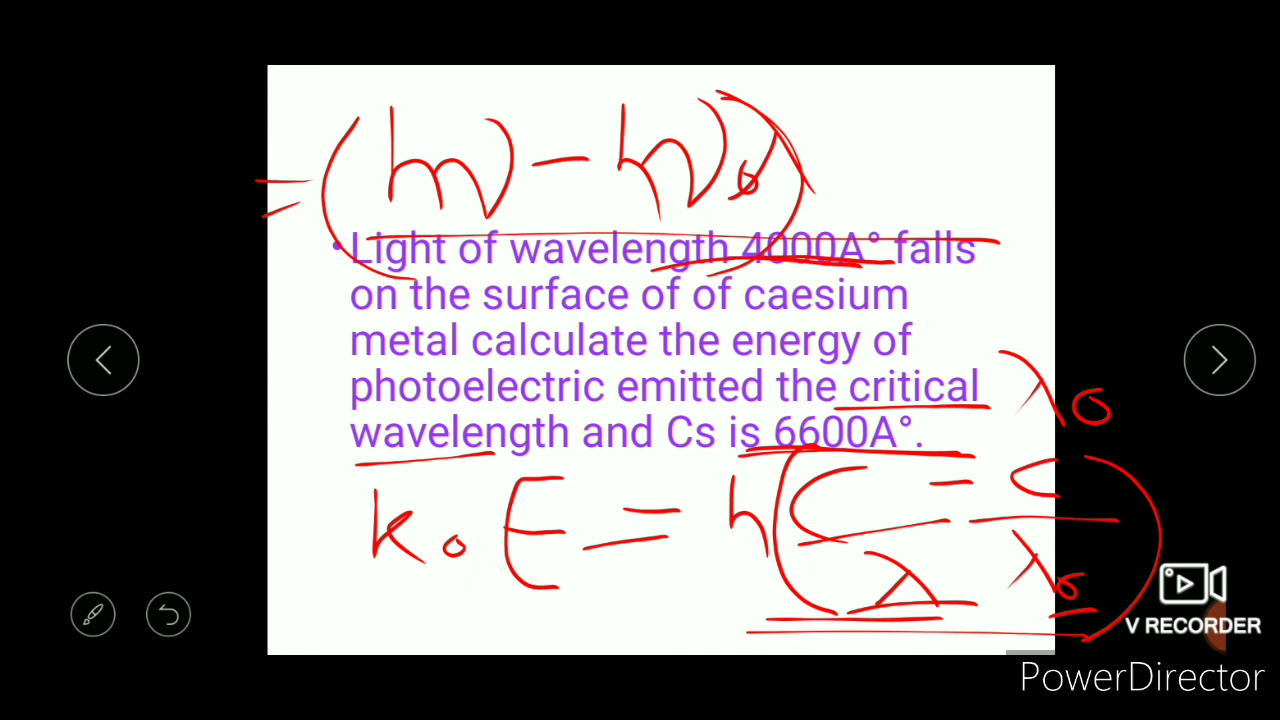 = (hν - hν₀)
• Light of wavelength 4000A° falls
on the surface of of caesium
metal calculate the energy of
photoelectric emitted the critical
wavelength and Cs is 6600A°.
λ₀
K.E = h(C/λ - C/λ₀)
V RECORDER
PowerDirector